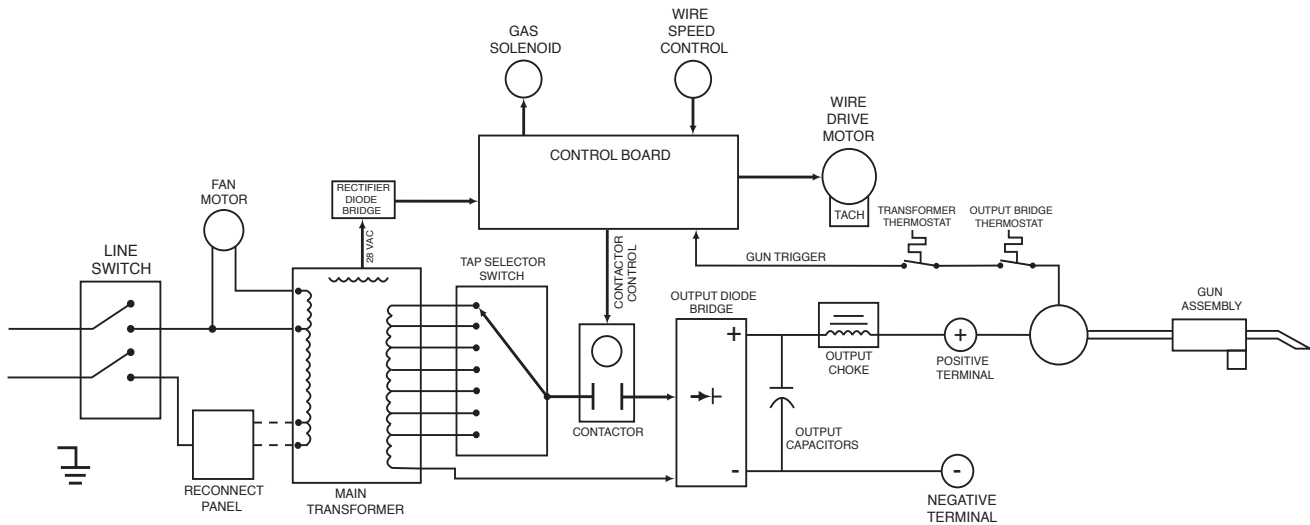 GAS
SOLENOID
WIRE
SPEED
CONTROL
WIRE
DRIVE
MOTOR
CONTROL BOARD
FAN
MOTOR
RECTIFIER
DIODE
BRIDGE
TACH
TRANSFORMER
THERMOSTAT
OUTPUT BRIDGE
THERMOSTAT
28 VAC
LINE
SWITCH
TAP SELECTOR
SWITCH
CONTACTOR
CONTROL
GUN TRIGGER
OUTPUT DIODE
BRIDGE
GUN
ASSEMBLY
+
+
OUTPUT
CHOKE
POSITIVE
TERMINAL
CONTACTOR
OUTPUT
CAPACITORS
-
-
RECONNECT
PANEL
MAIN
TRANSFORMER
NEGATIVE
TERMINAL